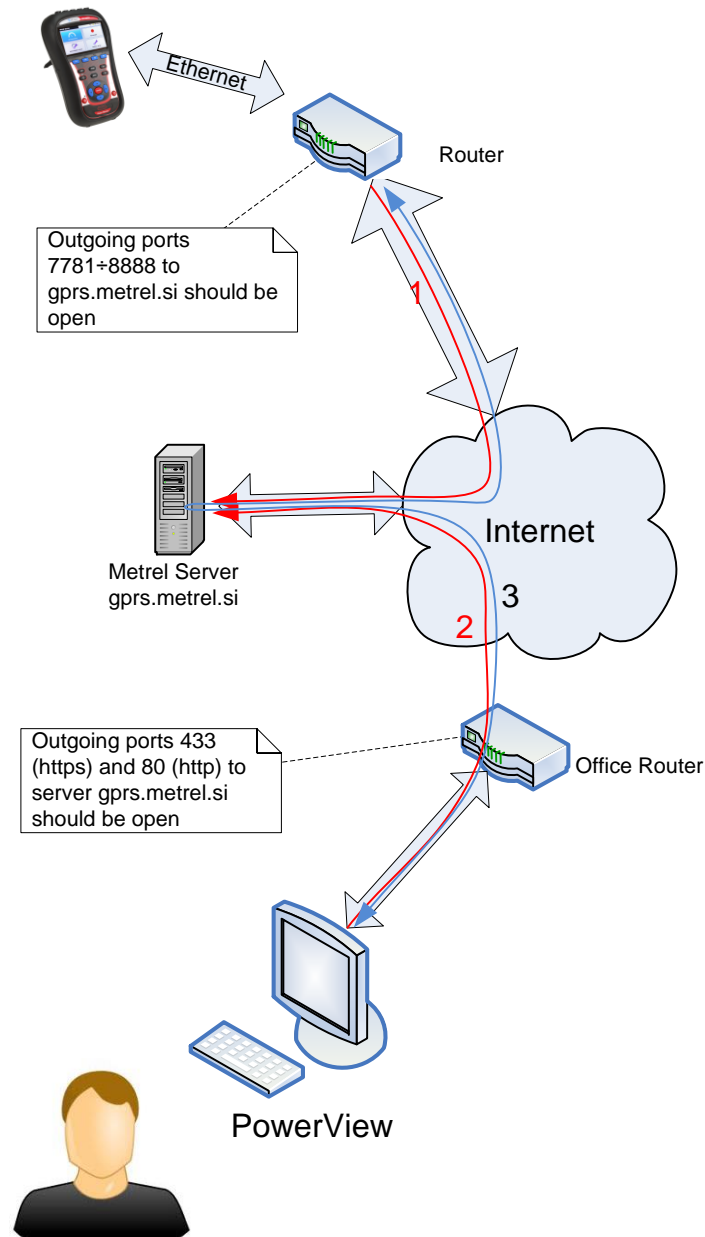 Ethernet
Router
Outgoing ports
7781÷8888 to
gprs.metrel.si should be
open
1
Internet
Metrel Server
gprs.metrel.si
3
2
Outgoing ports 433
(https) and 80 (http) to
server gprs.metrel.si
should be open
Office Router
PowerView